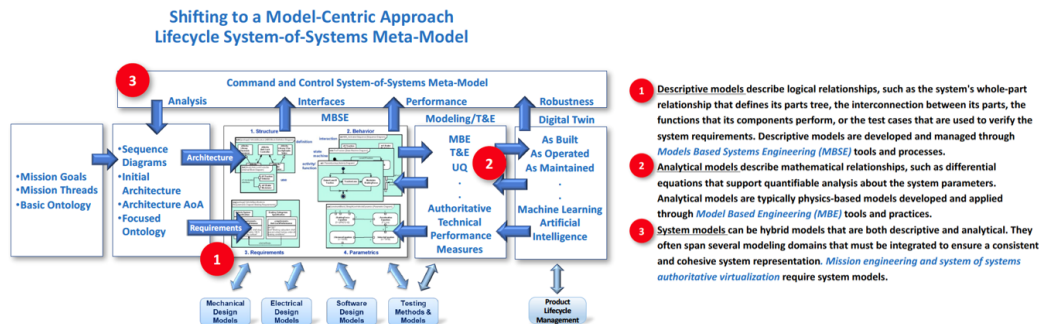 Shifting to a Model-Centric Approach
Lifecycle System-of-Systems Meta-Model
3
Command and Control System-of-Systems Meta-Model
Analysis
Interfaces
Performance
Robustness
MBSE
Modeling/T&E
Digital Twin
•Mission Goals
•Mission Threads
•Basic Ontology
•Sequence
Diagrams
•Initial
Architecture
•Architecture AoA
•Focused
Ontology
Architecture
Requirements
1. Structure
2. Behavior
3. Requirements
4. Parametrics
1
MBE
T&E
UQ
.
.
Authoritative
Technical
Performance
Measures
2
As Built
As Operated
As Maintained
.
.
Machine Learning
Artificial
Intelligence
Mechanical
Design
Models
Electrical
Design
Models
Software
Design
Models
Testing
Methods &
Models
Product
Lifecycle
Management
1
Descriptive models describe logical relationships, such as the system's whole-part
relationship that defines its parts tree, the interconnection between its parts, the
functions that its components perform, or the test cases that are used to verify the
system requirements. Descriptive models are developed and managed through
Models Based Systems Engineering (MBSE) tools and processes.
2
Analytical models describe mathematical relationships, such as differential
equations that support quantifiable analysis about the system parameters.
Analytical models are typically physics-based models developed and applied
through Model Based Engineering (MBE) tools and practices.
3
System models can be hybrid models that are both descriptive and analytical. They
often span several modeling domains that must be integrated to ensure a consistent
and cohesive system representation. Mission engineering and system of systems
authoritative virtualization require system models.